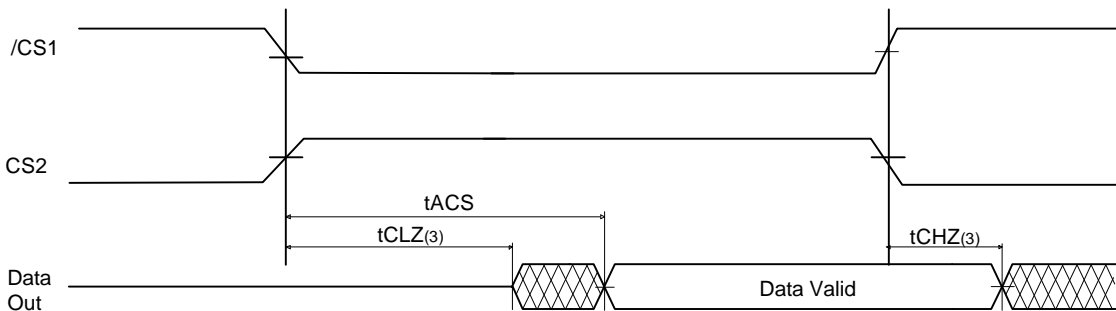 /CS1
CS2
tACS
tCLZ(3)
tCHZ(3)
Data
Out
Data Valid